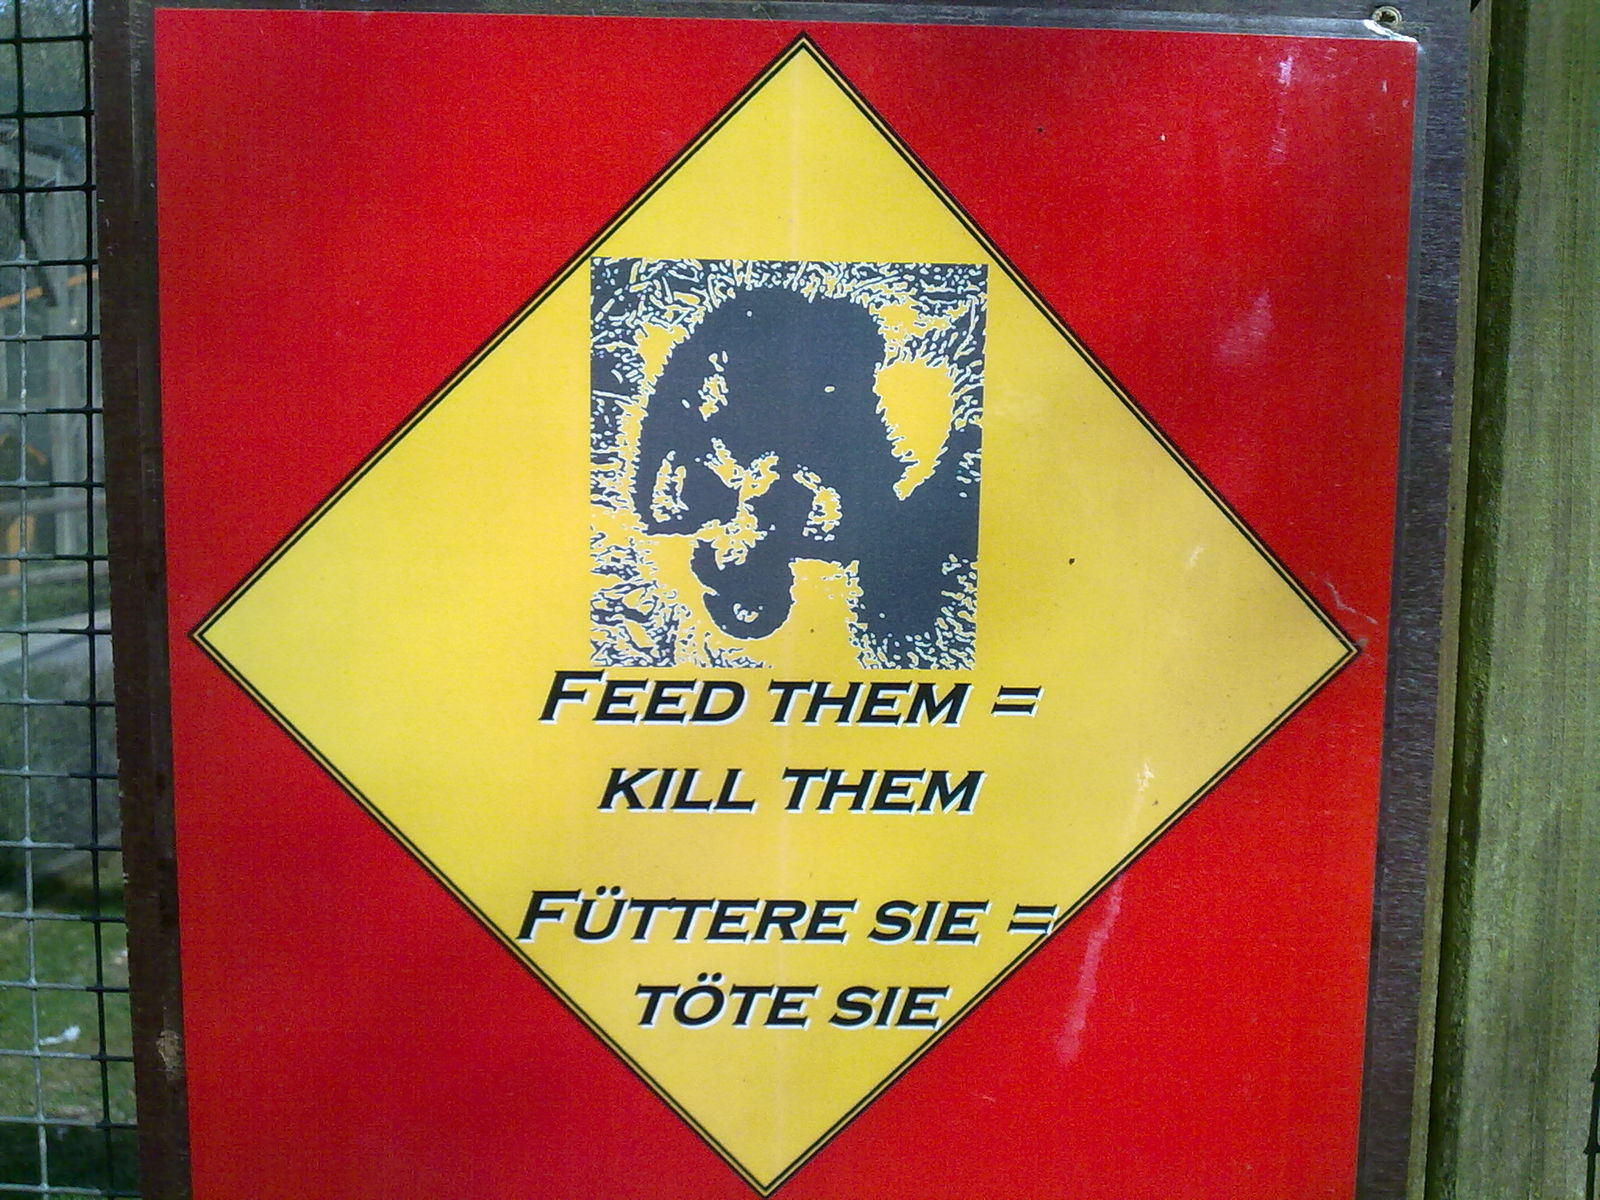 FEED THEM =
KILL THEM
FÜTTERE SIE =
TÖTE SIE